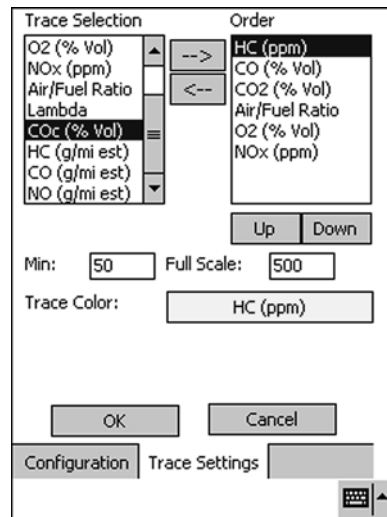 Trace Selection
Order
O2 (% Vol)
NOx (ppm)
Air/Fuel Ratio
Lambda
COc (% Vol)
HC (g/mi est)
CO (g/mi est)
NO (g/mi est)
-->
<--
HC (ppm)
CO (% Vol)
CO2 (% Vol)
Air/Fuel Ratio
O2 (% Vol)
NOx (ppm)
Up
Down
Min: 50 Full Scale: 500
Trace Color: HC (ppm)
OK
Cancel
Configuration
Trace Settings